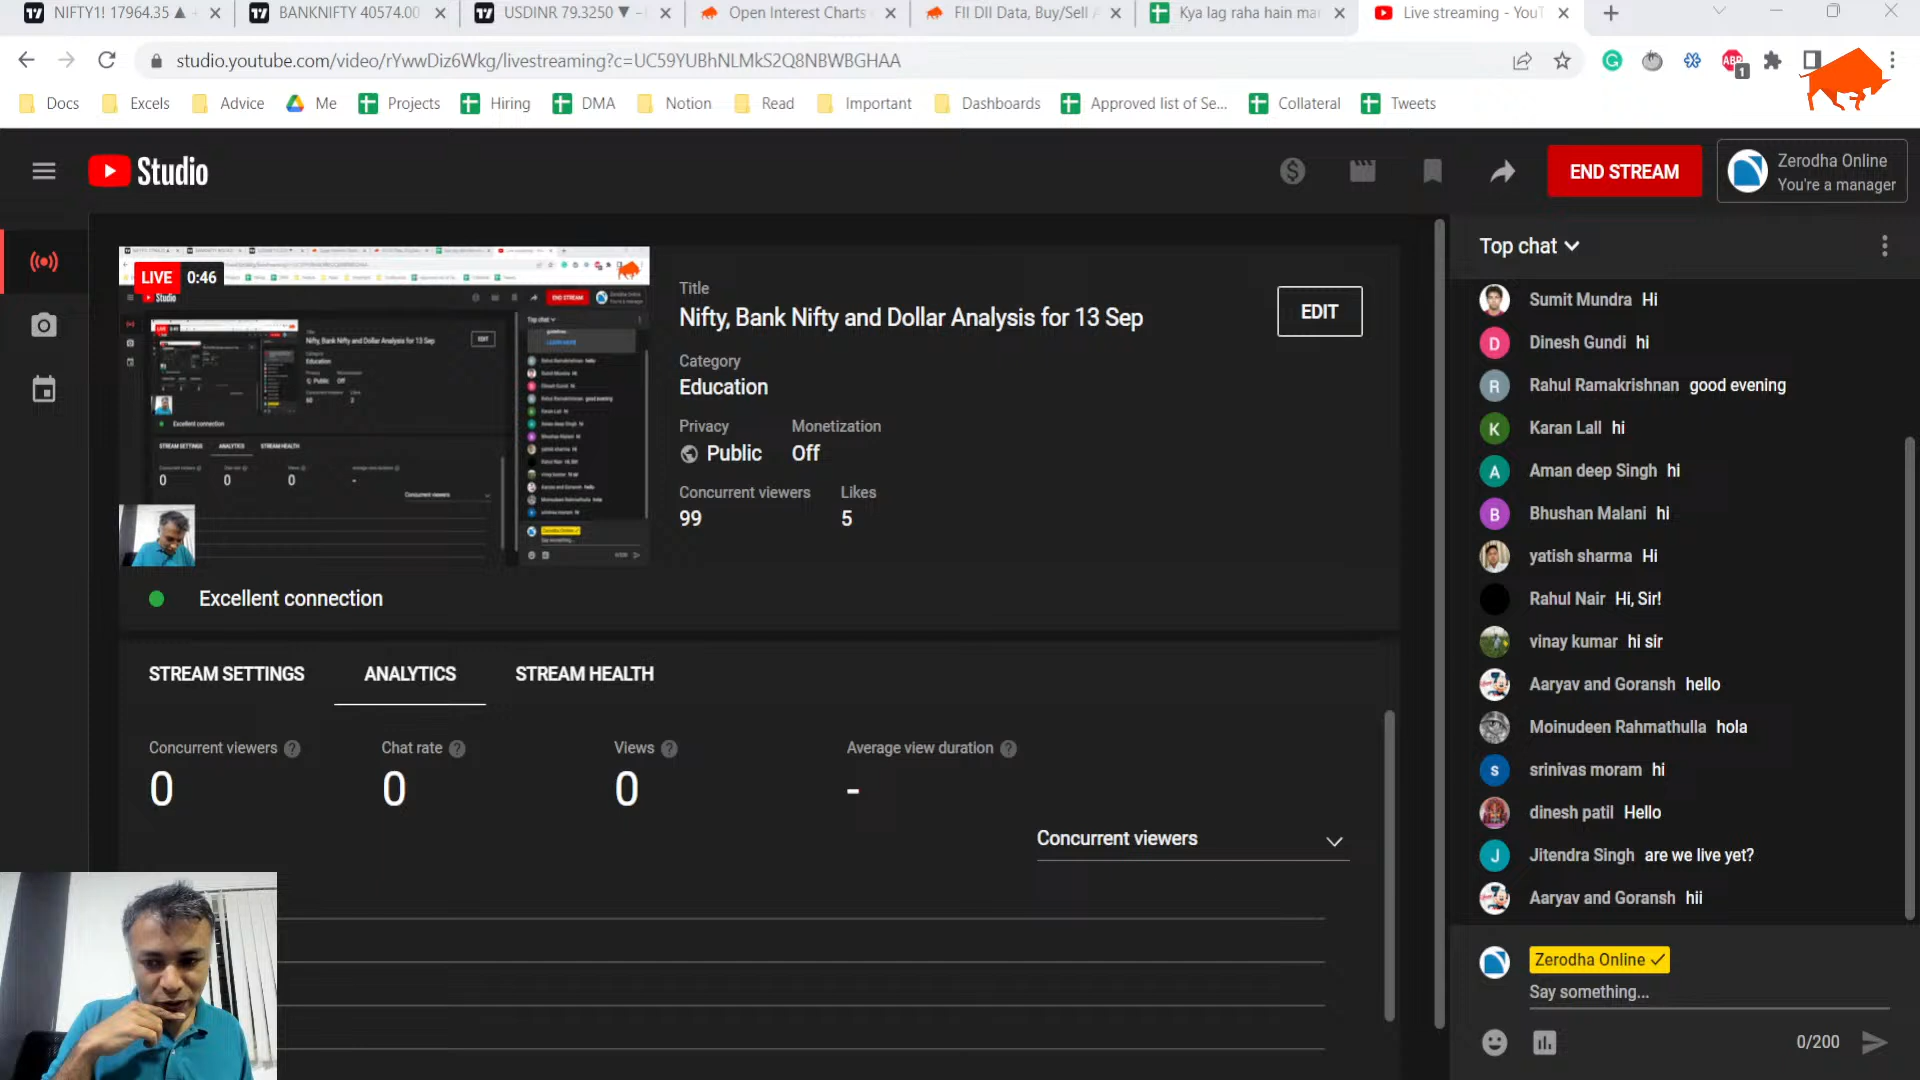 NIFTY1! 17964.35 ▲
BANKNIFTY 40574.00
USDINR 79.3250 ▼
Open Interest Charts
FII DII Data, Buy/Sell
Kya lag raha hain
Live streaming - YouT
studio.youtube.com/video/rYwwDiz6Wkg/livestreaming?c=UC59YUBhNLMkS2Q8NBWBGHAA
ABP
1
Docs
Excels
Advice
Me
Projects
Hiring
DMA
Notion
Read
Important
Dashboards
Approved list of Se...
Collateral
Tweets
Studio
END STREAM
Zerodha Online
You're a manager
LIVE 0:46
Title
Nifty, Bank Nifty and Dollar Analysis for 13 Sep
EDIT
Category
Education
Privacy
Public
Monetization
Off
Concurrent viewers
99
Likes
5
Excellent connection
STREAM SETTINGS
ANALYTICS
STREAM HEALTH
Concurrent viewers
0
Chat rate
0
Views
0
Average view duration
-
Concurrent viewers
Top chat
Sumit Mundra Hi
Dinesh Gundi hi
Rahul Ramakrishnan good evening
Karan Lall hi
Aman deep Singh hi
Bhushan Malani hi
yatish sharma Hi
Rahul Nair Hi, Sir!
vinay kumar hi sir
Aaryav and Goransh hello
Moinudeen Rahmathulla hola
srinivas moram hi
dinesh patil Hello
Jitendra Singh are we live yet?
Aaryav and Goransh hii
Zerodha Online
Say something...
0/200